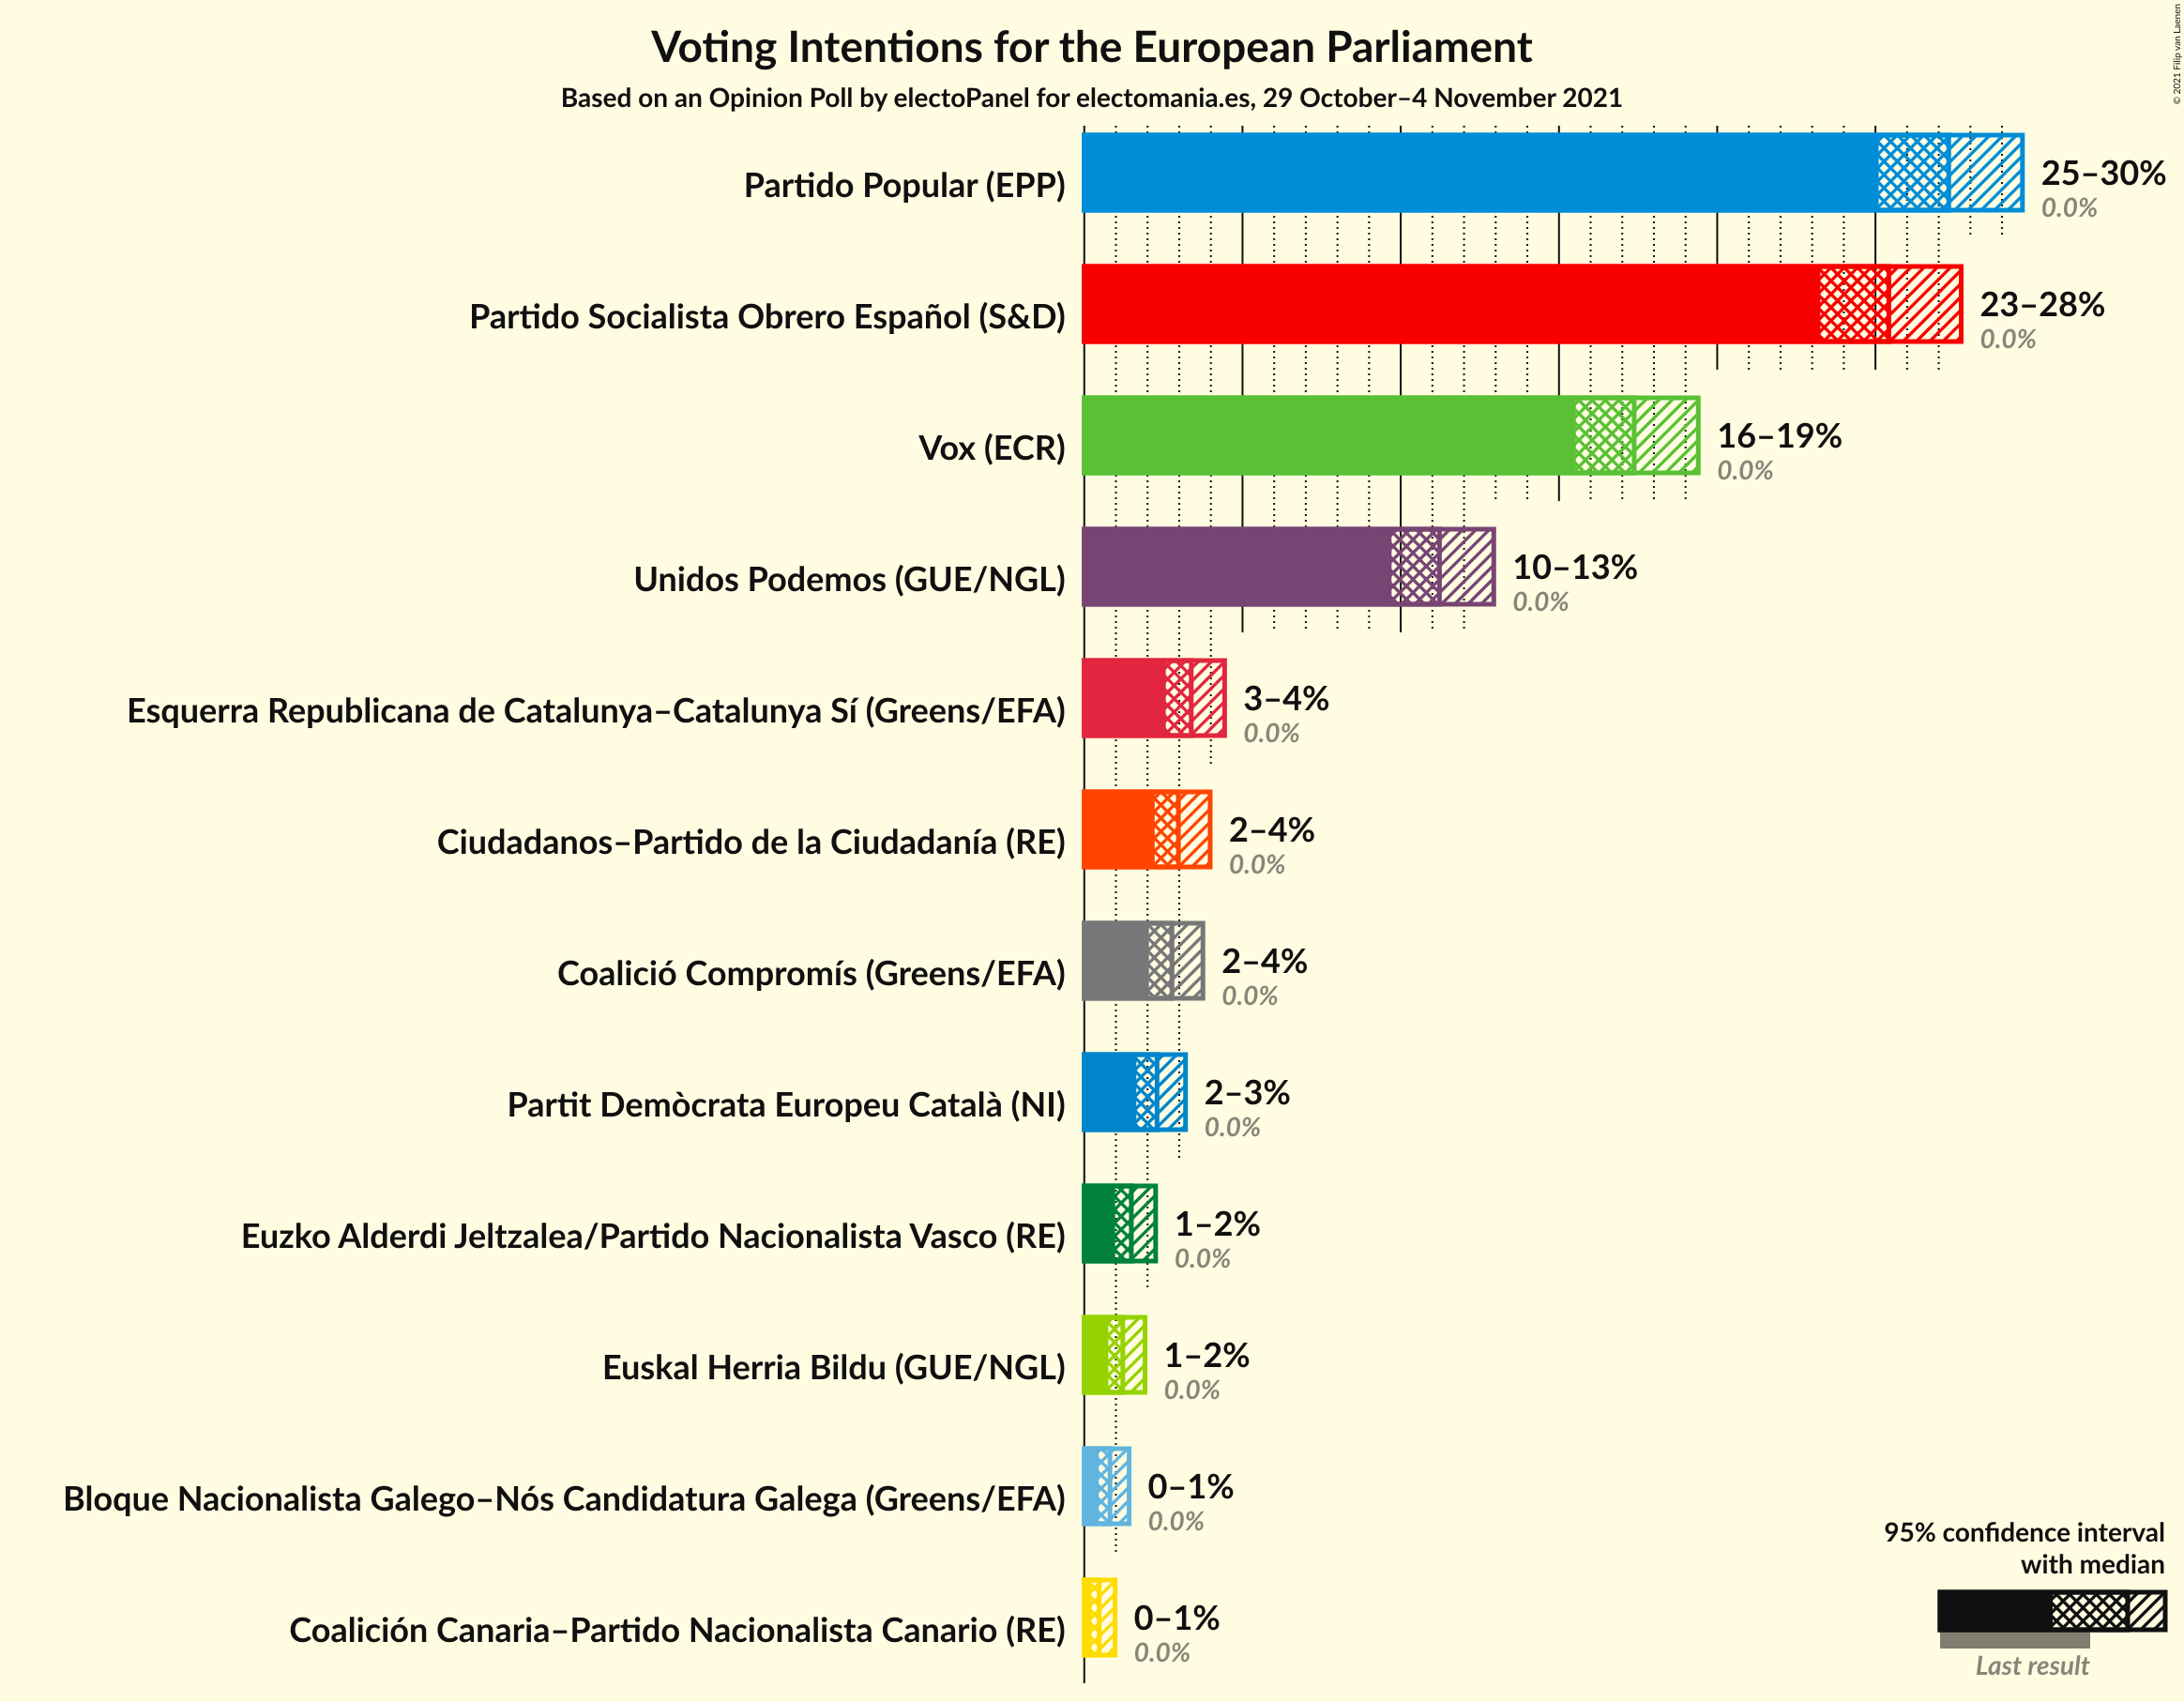 Voting Intentions for the European Parliament
Based on an Opinion Poll by electoPanel for electomania.es, 29 October–4 November 2021
© 2021 Filip van Laenen
Partido Popular (EPP)
25–30%
0.0%
Partido Socialista Obrero Español (S&D)
23–28%
0.0%
Vox (ECR)
16–19%
0.0%
Unidos Podemos (GUE/NGL)
10–13%
0.0%
Esquerra Republicana de Catalunya–Catalunya Sí (Greens/EFA)
3–4%
0.0%
Ciudadanos–Partido de la Ciudadanía (RE)
2–4%
0.0%
Coalició Compromís (Greens/EFA)
2–4%
0.0%
Partit Demòcrata Europeu Català (NI)
2–3%
0.0%
Euzko Alderdi Jeltzalea/Partido Nacionalista Vasco (RE)
1–2%
0.0%
Euskal Herria Bildu (GUE/NGL)
1–2%
0.0%
Bloque Nacionalista Galego–Nós Candidatura Galega (Greens/EFA)
0–1%
0.0%
Coalición Canaria–Partido Nacionalista Canario (RE)
0–1%
0.0%
95% confidence interval
with median
Last result